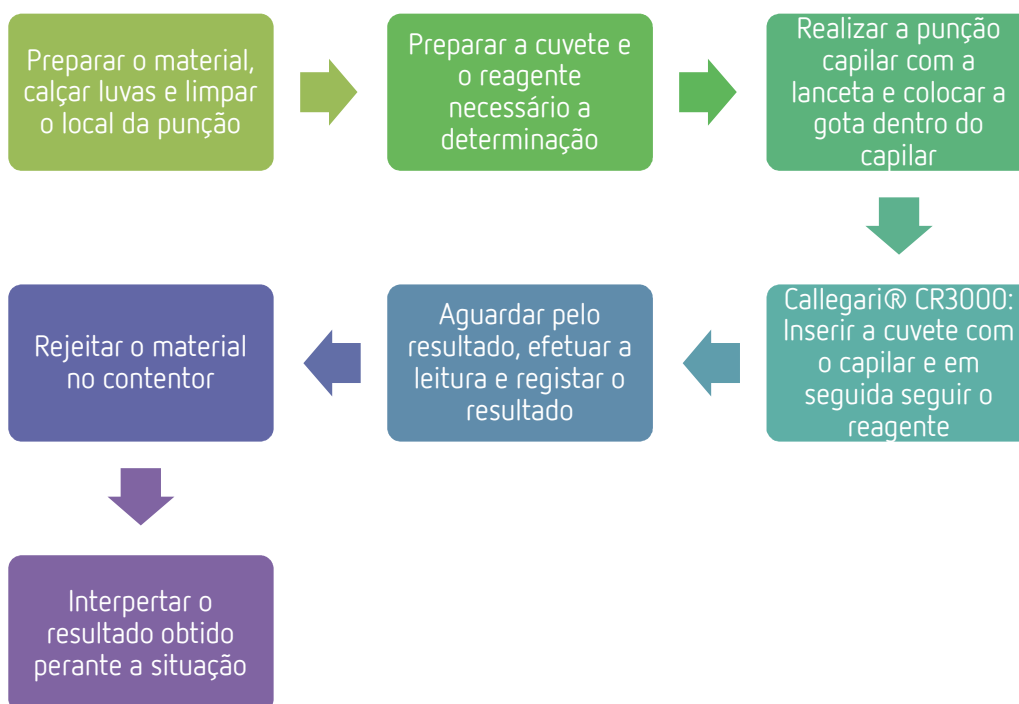 Preparar o material,
calçar luvas e limpar
o local da punção
Preparar a cuvete e
o reagente
necessário a
determinação
Realizar a punção
capilar com a
lanceta e colocar a
gota dentro do
capilar
Callegari® CR3000:
Inserir a cuvete com
o capilar e em
seguida seguir o
reagente
Aguardar pelo
resultado, efetuar a
leitura e registar o
resultado
Rejeitar o material
no contentor
Interpertar o
resultado obtido
perante a situação